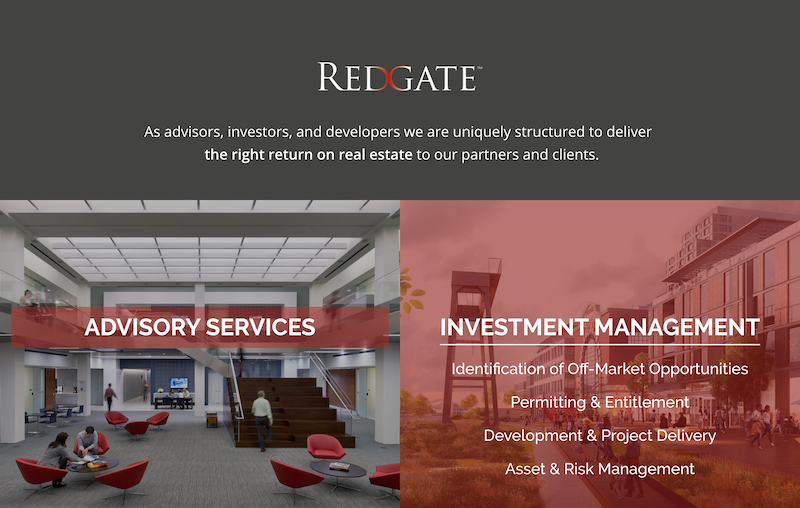 REDGATE™
As advisors, investors, and developers we are uniquely structured to deliver
the right return on real estate to our partners and clients.
ADVISORY SERVICES
INVESTMENT MANAGEMENT
Identification of Off-Market Opportunities
Permitting & Entitlement
Development & Project Delivery
Asset & Risk Management